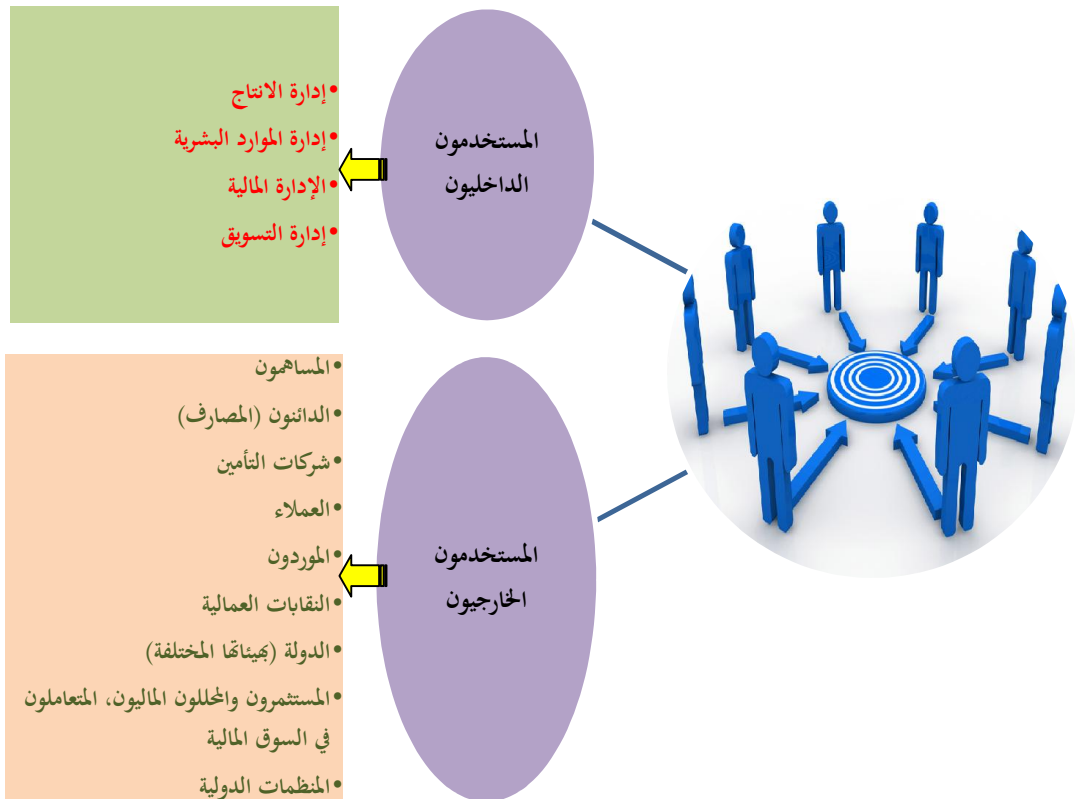 المستخدمون
الداخليون
•إدارة الانتاج
•إدارة الموارد البشرية
•الإدارة المالية
•إدارة التسويق
المستخدمون
الخارجيون
•المساهمون
•الدائنون (المصارف)
•شركات التأمين
•العملاء
•الموردون
•النقابات العمالية
•الدولة (بهيئاتها المختلفة)
•المستثمرون والمحللون الماليون، المتعاملون
في السوق المالية
•المنظمات الدولية